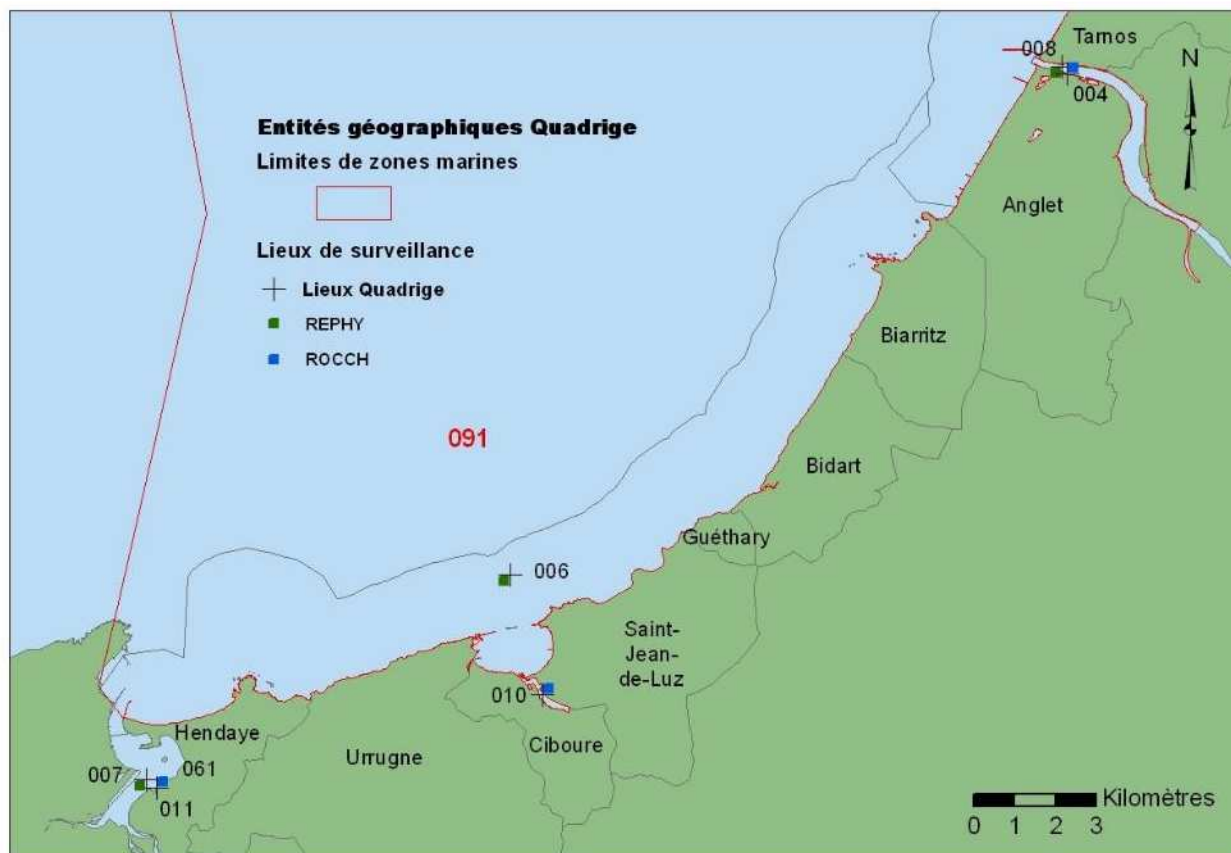 Tarnos
008
N
004
Entités géographiques Quadrige
Limites de zones marines
Anglet
Lieux de surveillance
Lieux Quadrige
REPHY
Biarritz
ROCCH
091
Bidart
Guéthary
006
Saint-
Jean-
de-Luz
010
Hendaye
Ciboure
Urrugne
007
061
011
Kilomètres
0 1 2 3